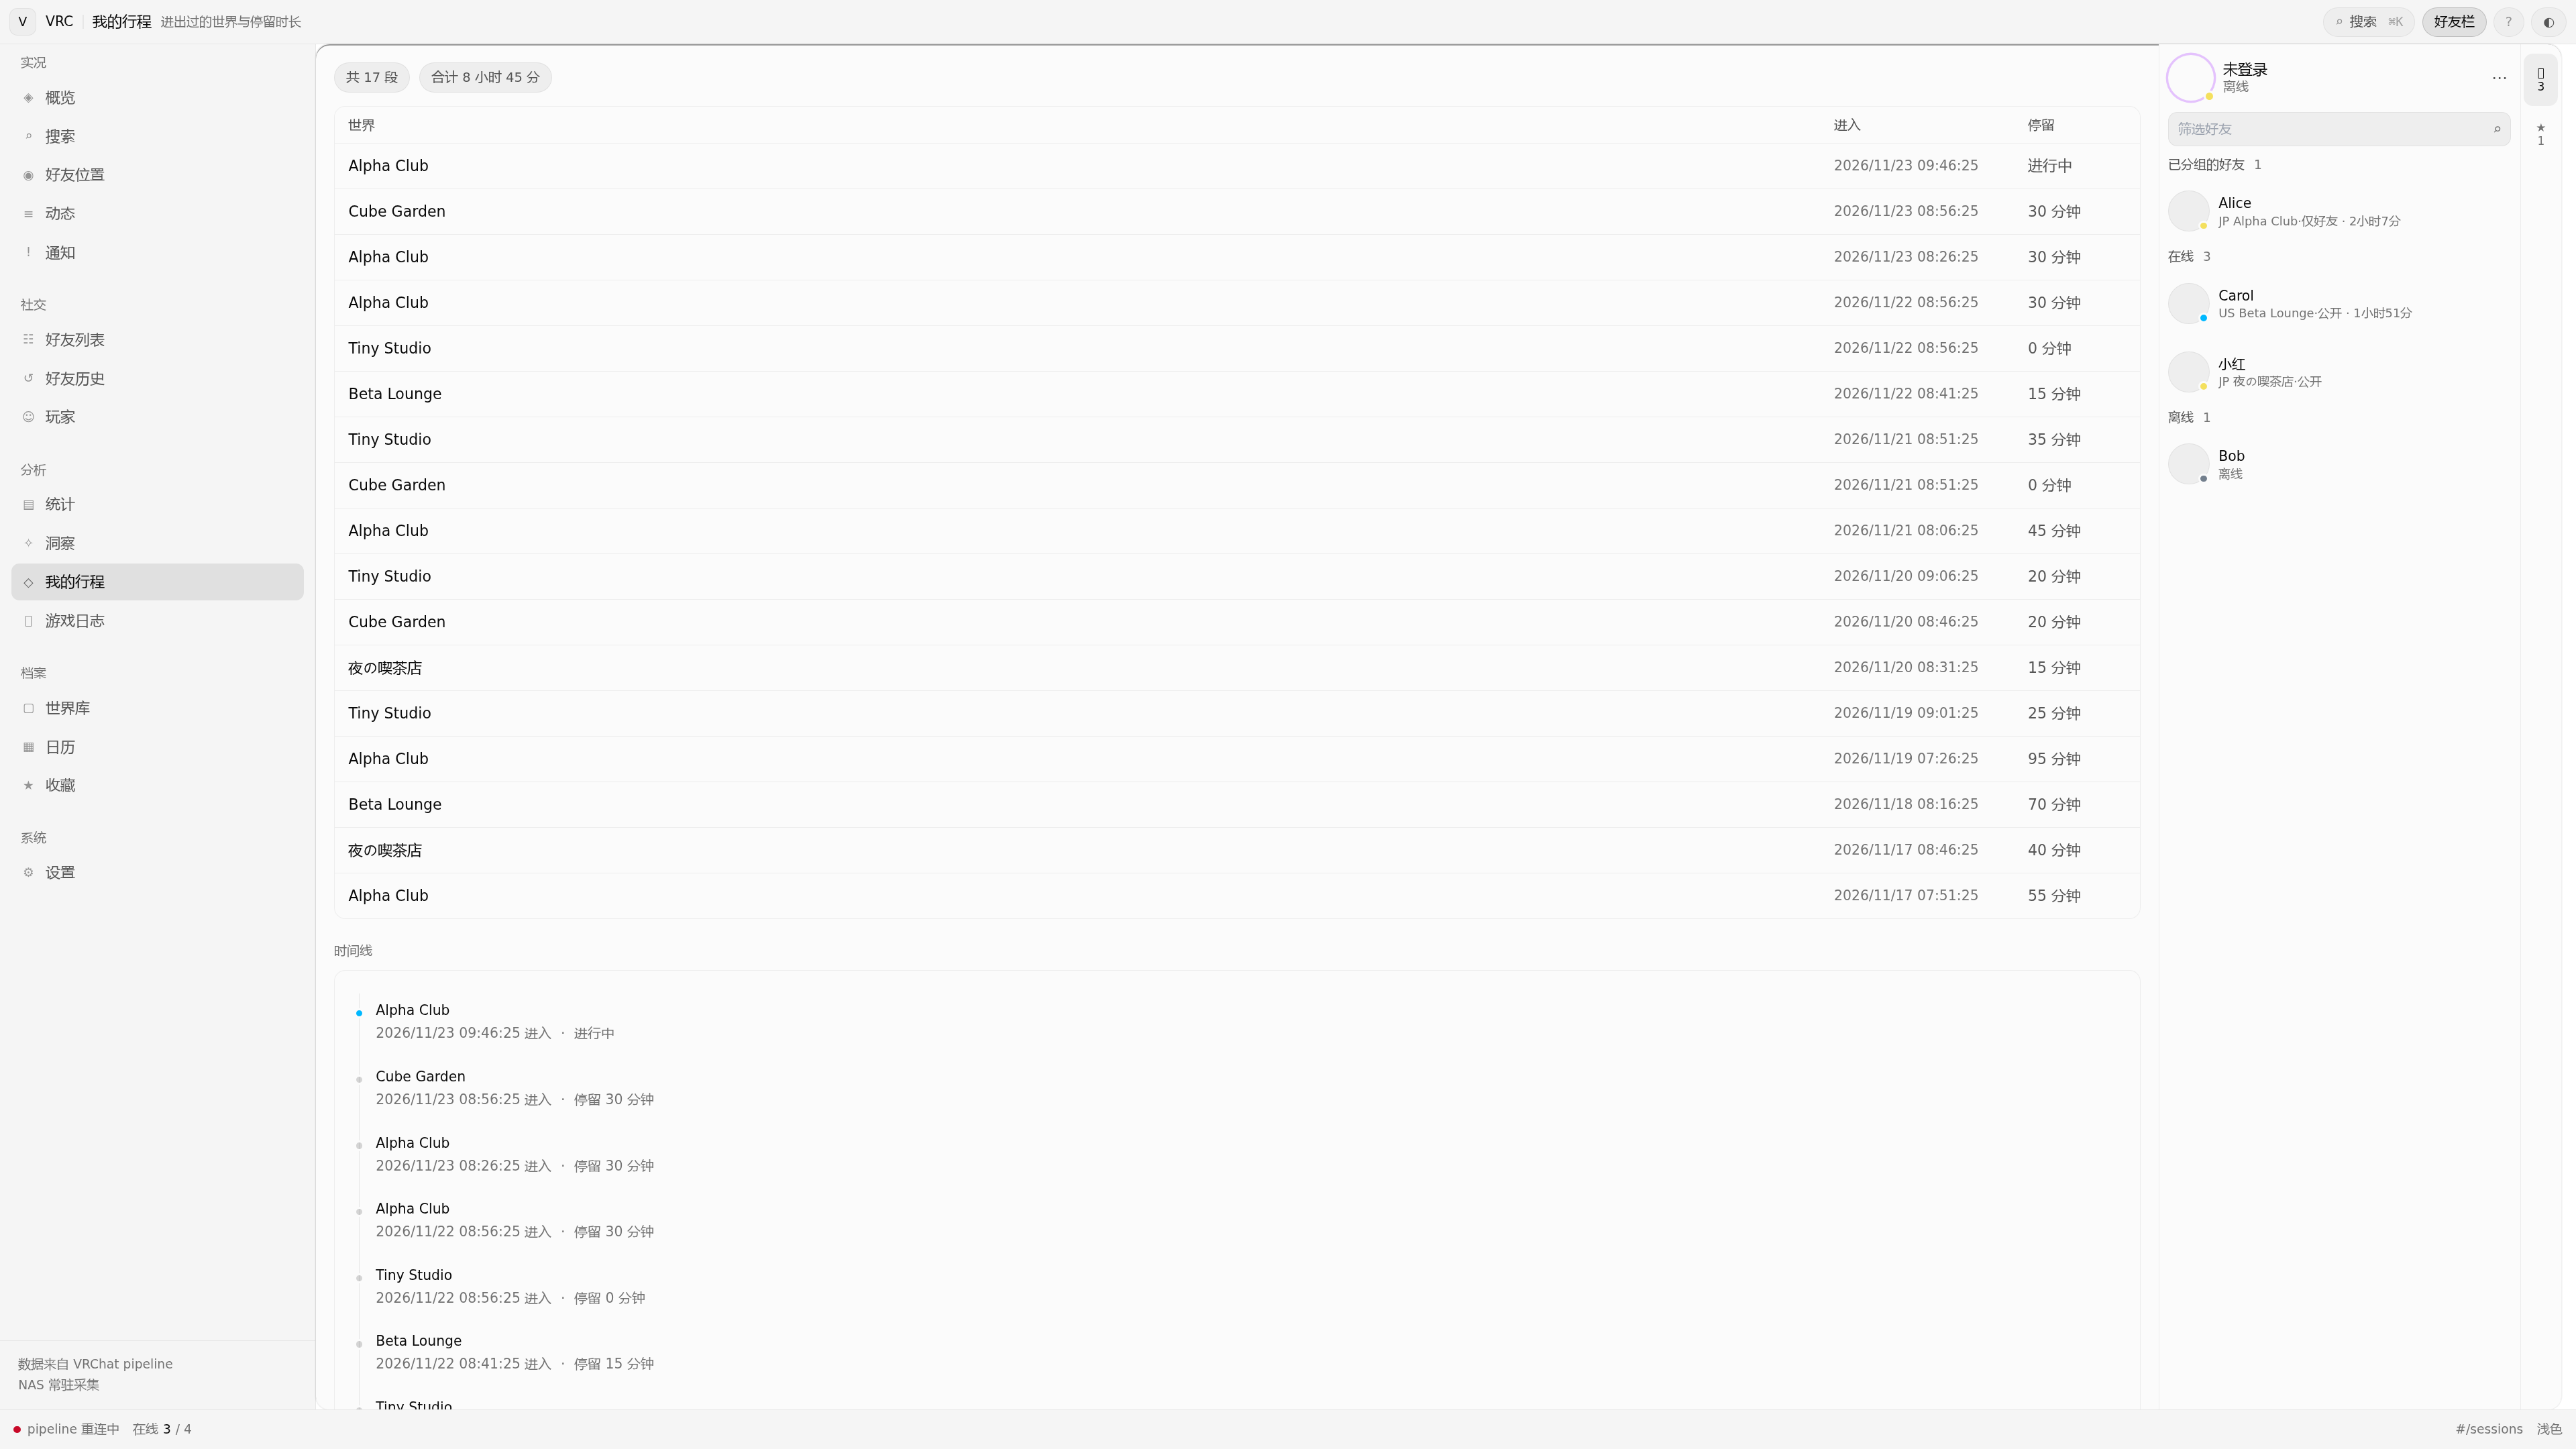 V VRC 我的行程 进出过的世界与停留时长
搜索 ⌘K 好友栏 ?
实况
概览
搜索
好友位置
动态
! 通知
社交
好友列表
好友历史
玩家
分析
统计
洞察
我的行程
游戏日志
档案
世界库
日历
收藏
系统
设置
数据来自 VRChat pipeline
NAS 常驻采集
共 17 段 合计 8 小时 45 分
世界 进入 停留
Alpha Club 2026/11/23 09:46:25 进行中
Cube Garden 2026/11/23 08:56:25 30 分钟
Alpha Club 2026/11/23 08:26:25 30 分钟
Alpha Club 2026/11/22 08:56:25 30 分钟
Tiny Studio 2026/11/22 08:56:25 0 分钟
Beta Lounge 2026/11/22 08:41:25 15 分钟
Tiny Studio 2026/11/21 08:51:25 35 分钟
Cube Garden 2026/11/21 08:51:25 0 分钟
Alpha Club 2026/11/21 08:06:25 45 分钟
Tiny Studio 2026/11/20 09:06:25 20 分钟
Cube Garden 2026/11/20 08:46:25 20 分钟
夜の喫茶店 2026/11/20 08:31:25 15 分钟
Tiny Studio 2026/11/19 09:01:25 25 分钟
Alpha Club 2026/11/19 07:26:25 95 分钟
Beta Lounge 2026/11/18 08:16:25 70 分钟
夜の喫茶店 2026/11/17 08:46:25 40 分钟
Alpha Club 2026/11/17 07:51:25 55 分钟
时间线
Alpha Club
2026/11/23 09:46:25 进入 · 进行中
Cube Garden
2026/11/23 08:56:25 进入 · 停留 30 分钟
Alpha Club
2026/11/23 08:26:25 进入 · 停留 30 分钟
Alpha Club
2026/11/22 08:56:25 进入 · 停留 30 分钟
Tiny Studio
2026/11/22 08:56:25 进入 · 停留 0 分钟
Beta Lounge
2026/11/22 08:41:25 进入 · 停留 15 分钟
Tiny Studio
未登录 ...
离线
筛选好友
已分组的好友 1
Alice
JP Alpha Club·仅好友 · 2小时7分
在线 3
Carol
US Beta Lounge·公开 · 1小时51分
小红
JP 夜の喫茶店·公开
离线 1
Bob
离线
3
★
1
pipeline 重连中 在线 3 / 4
#/sessions 浅色